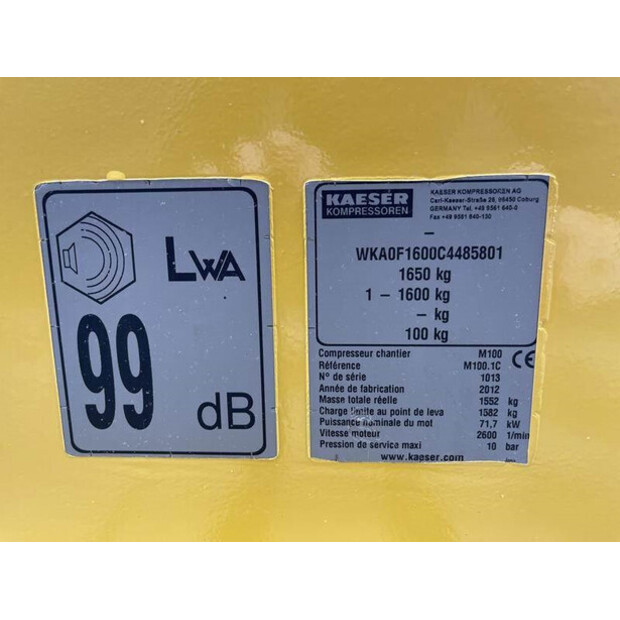 LWA
99
dB
KAESER
KOMPRESSOREN
KAESER KOMPRESSOREN AG
Carl-Kaeser-Straße 26, 96450 Coburg
GERMANY Tel. +49 9561 640-0
Fax +49 9561 640-130
–
WKA0F1600C4485801
1650 kg
1 – 1600 kg
– kg
100 kg
Compresseur chantier M100
Référence M100.1C
N° de série 1013
Année de fabrication 2012
Masse totale réelle 1552 kg
Charge limite au point de leva 1582 kg
Puissance nominale du mot 71,7 kW
Vitesse moteur 2600 1/min
Pression de service maxi 10 bar
www.kaeser.com
CE